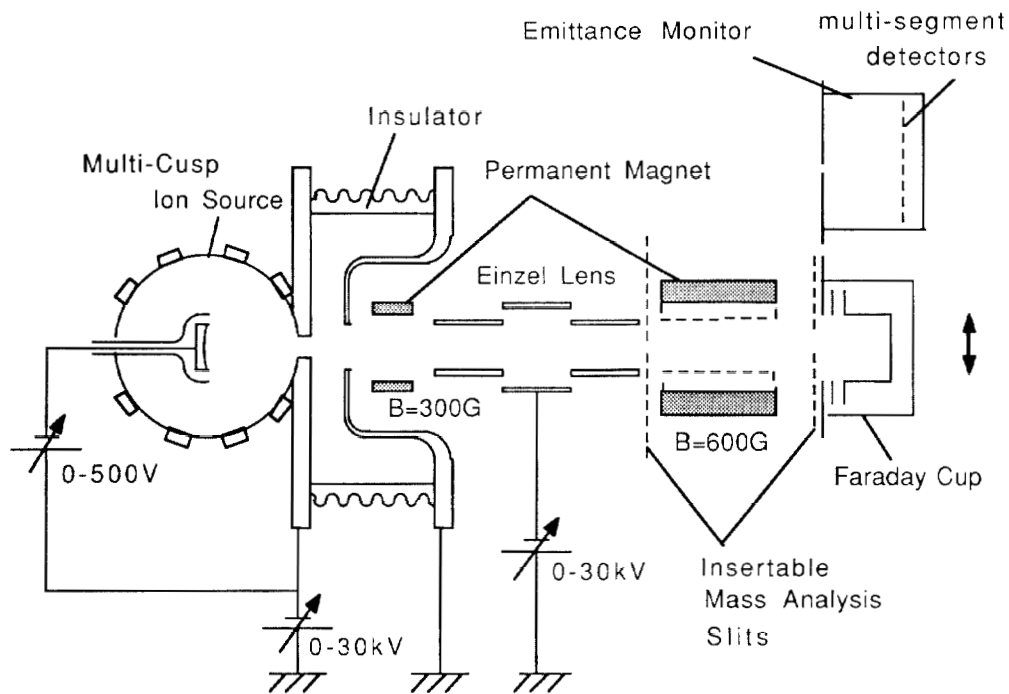 Emittance Monitor
multi-segment
detectors
Insulator
Multi-Cusp
Ion Source
Permanent Magnet
Einzel Lens
B=300G
B=600G
0-500V
Faraday Cup
0-30kV
Insertable
Mass Analysis
Slits
0-30kV